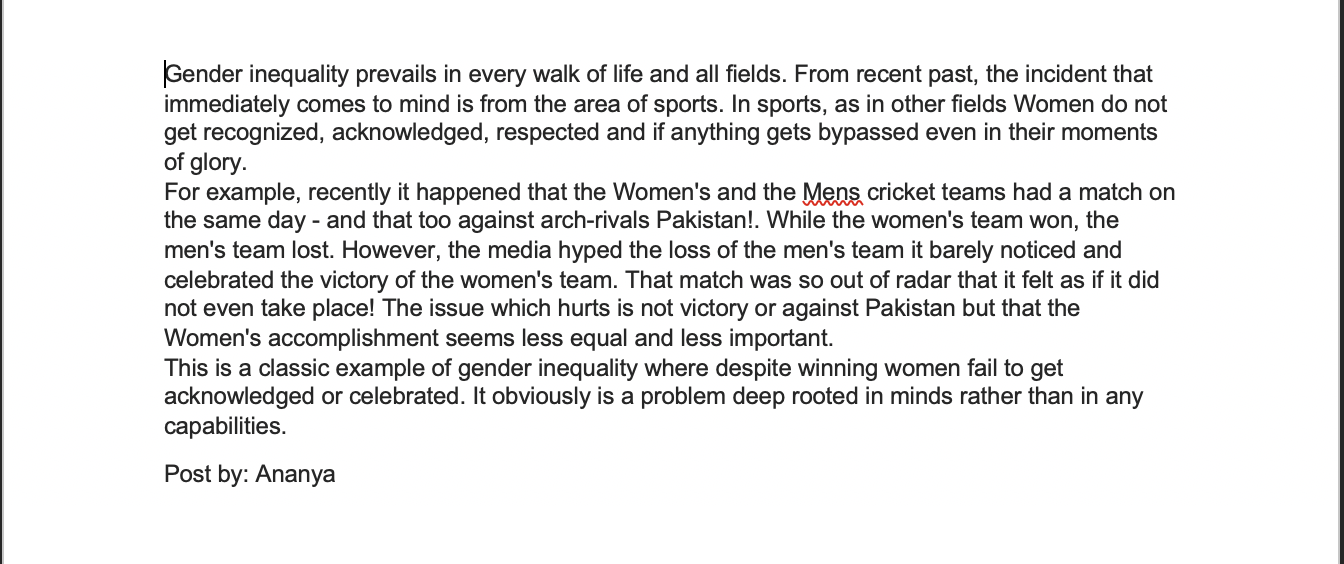 Gender inequality prevails in every walk of life and all fields. From recent past, the incident that
immediately comes to mind is from the area of sports. In sports, as in other fields Women do not
get recognized, acknowledged, respected and if anything gets bypassed even in their moments
of glory.
For example, recently it happened that the Women's and the Mens cricket teams had a match on
the same day - and that too against arch-rivals Pakistan!. While the women's team won, the
men's team lost. However, the media hyped the loss of the men's team it barely noticed and
celebrated the victory of the women's team. That match was so out of radar that it felt as if it did
not even take place! The issue which hurts is not victory or against Pakistan but that the
Women's accomplishment seems less equal and less important.
This is a classic example of gender inequality where despite winning women fail to get
acknowledged or celebrated. It obviously is a problem deep rooted in minds rather than in any
capabilities.
Post by: Ananya